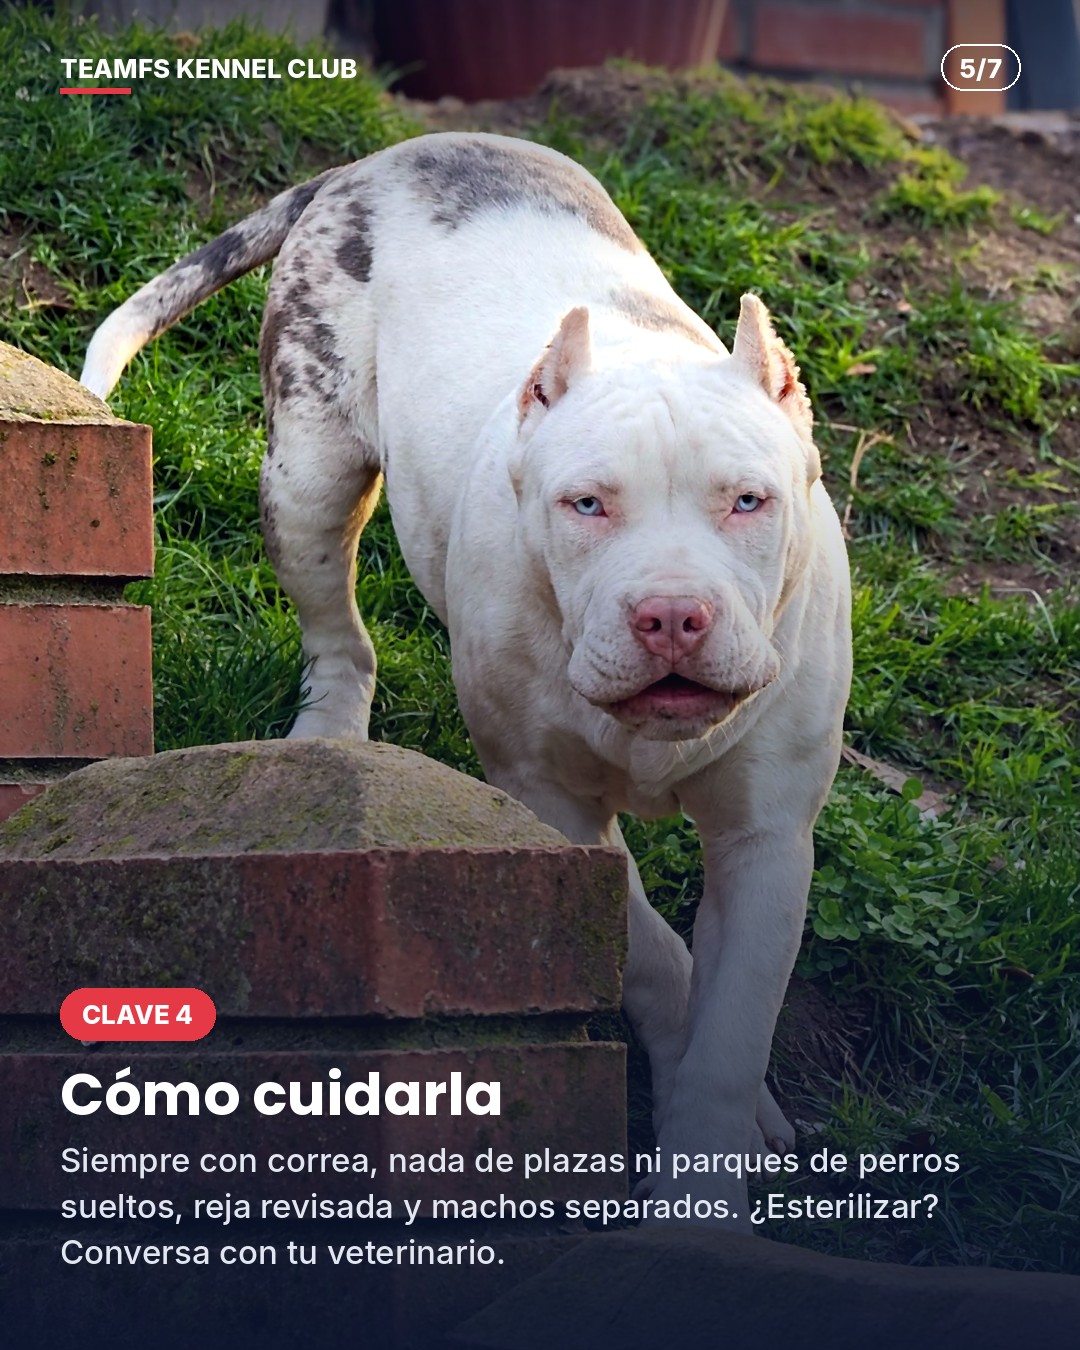 TEAMFS KENNEL CLUB
5/7
CLAVE 4
Cómo cuidarla
Siempre con correa, nada de plazas ni parques de perros
sueltos, reja revisada y machos separados. ¿Esterilizar?
Conversa con tu veterinario.